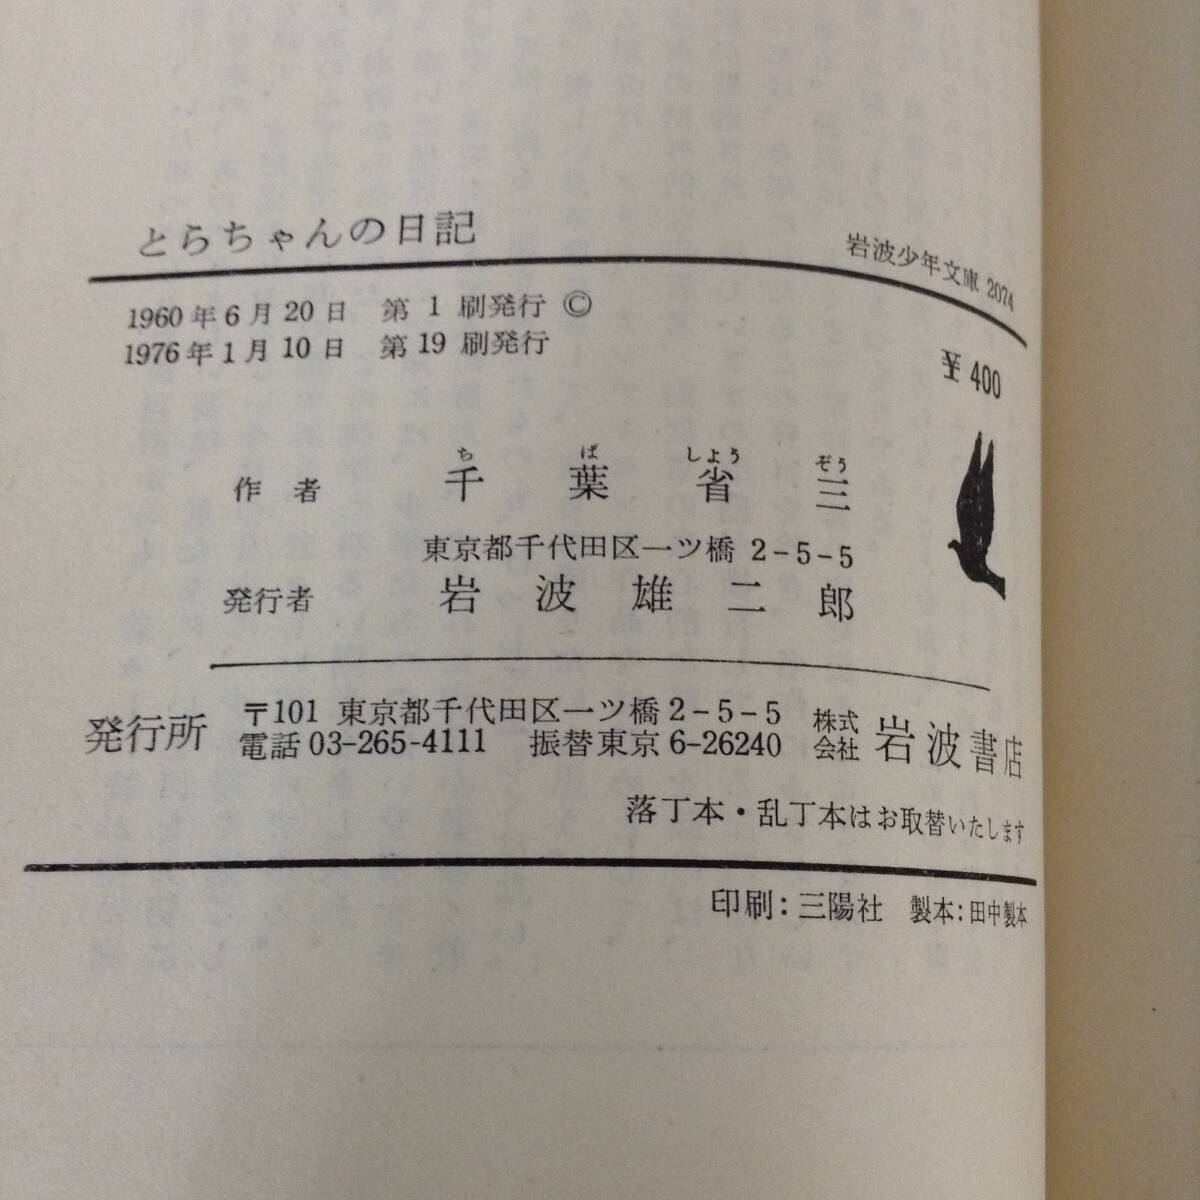 とらちゃんの日記
岩波少年文庫 2074
1960年6月20日 第1刷発行 ©
1976年1月10日 第19刷発行
¥400
ち ば しょう ぞう
作者 千葉省三
東京都千代田区一ツ橋 2-5-5
発行者 岩波雄二郎
発行所 〒101 東京都千代田区一ツ橋2-5-5 株式会社 岩波書店
電話 03-265-4111 振替東京 6-26240
落丁本・乱丁本はお取替いたします
印刷:三陽社 製本:田中製本